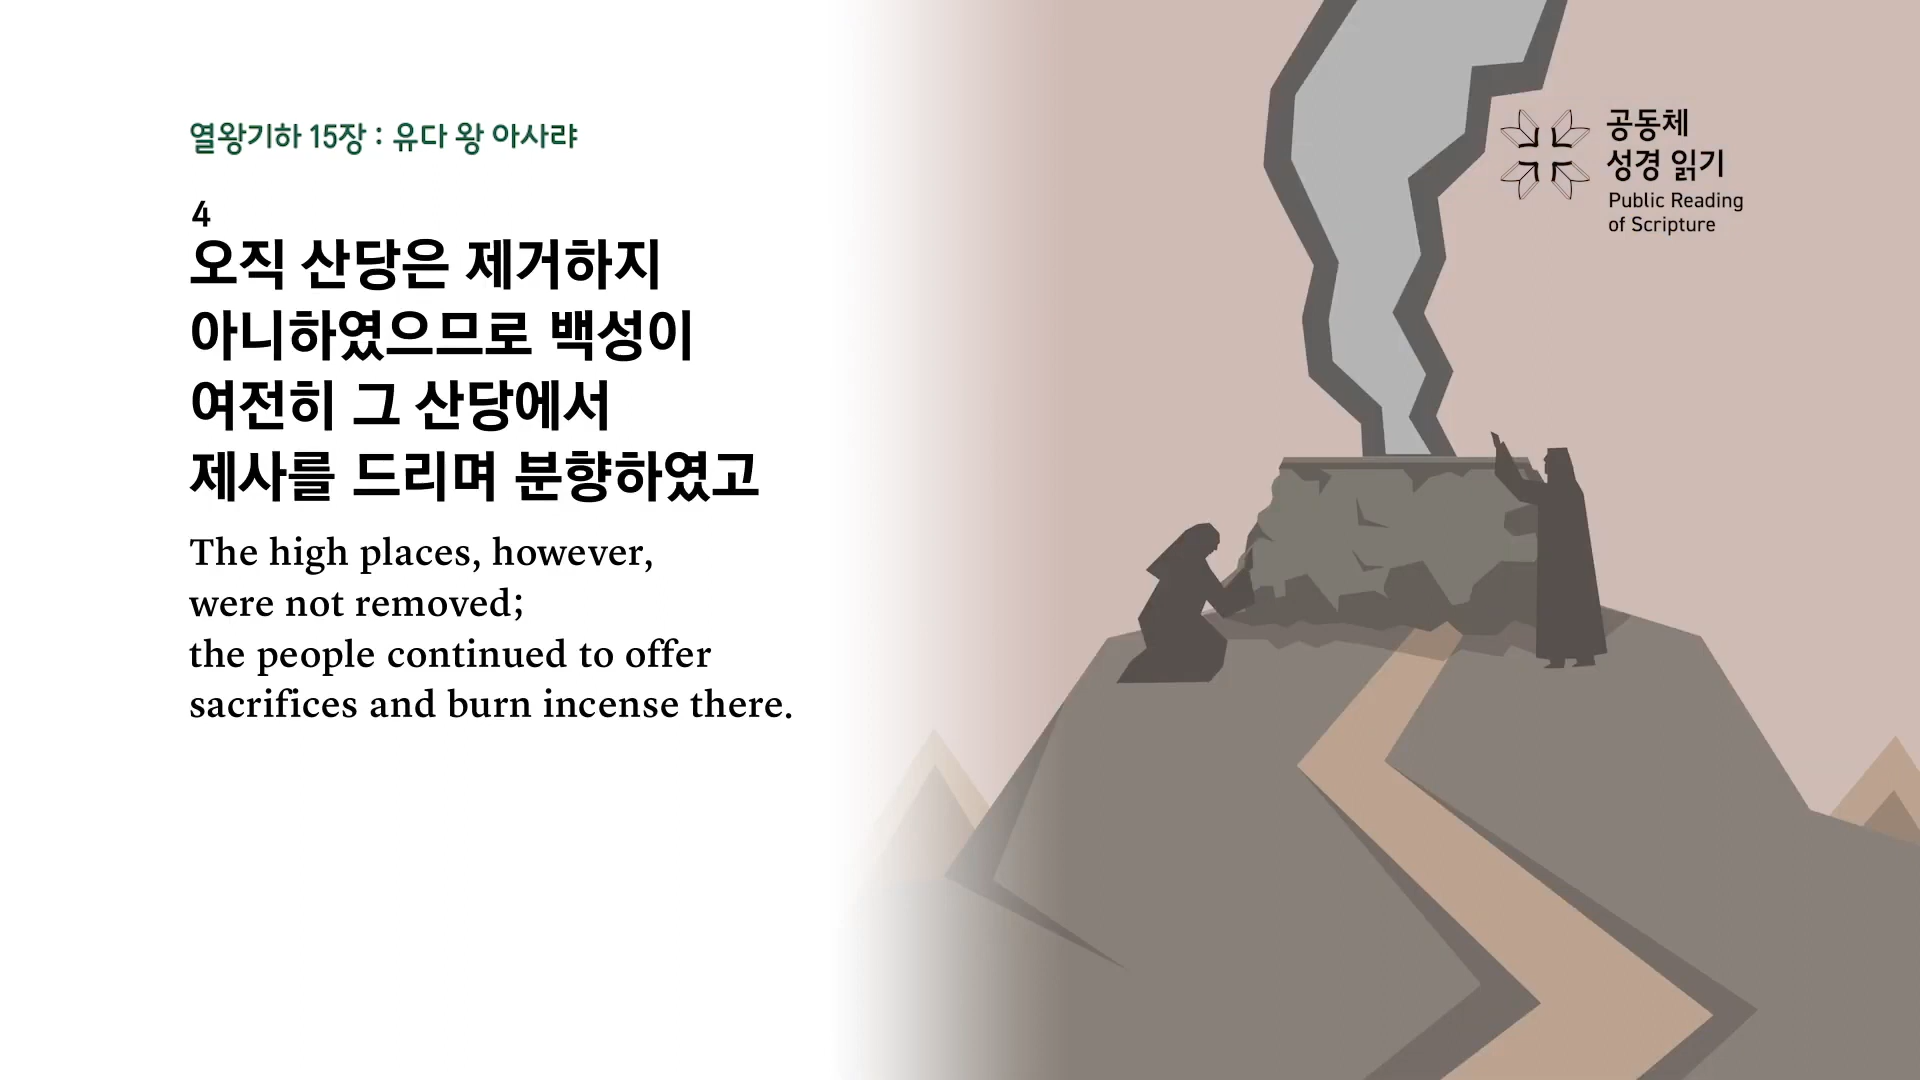 열왕기하 15장 : 유다 왕 아사랴
4
오직 산당은 제거하지
아니하였으므로 백성이
여전히 그 산당에서
제사를 드리며 분향하였고
The high places, however,
were not removed;
the people continued to offer
sacrifices and burn incense there.
공동체
성경 읽기
Public Reading
of Scripture